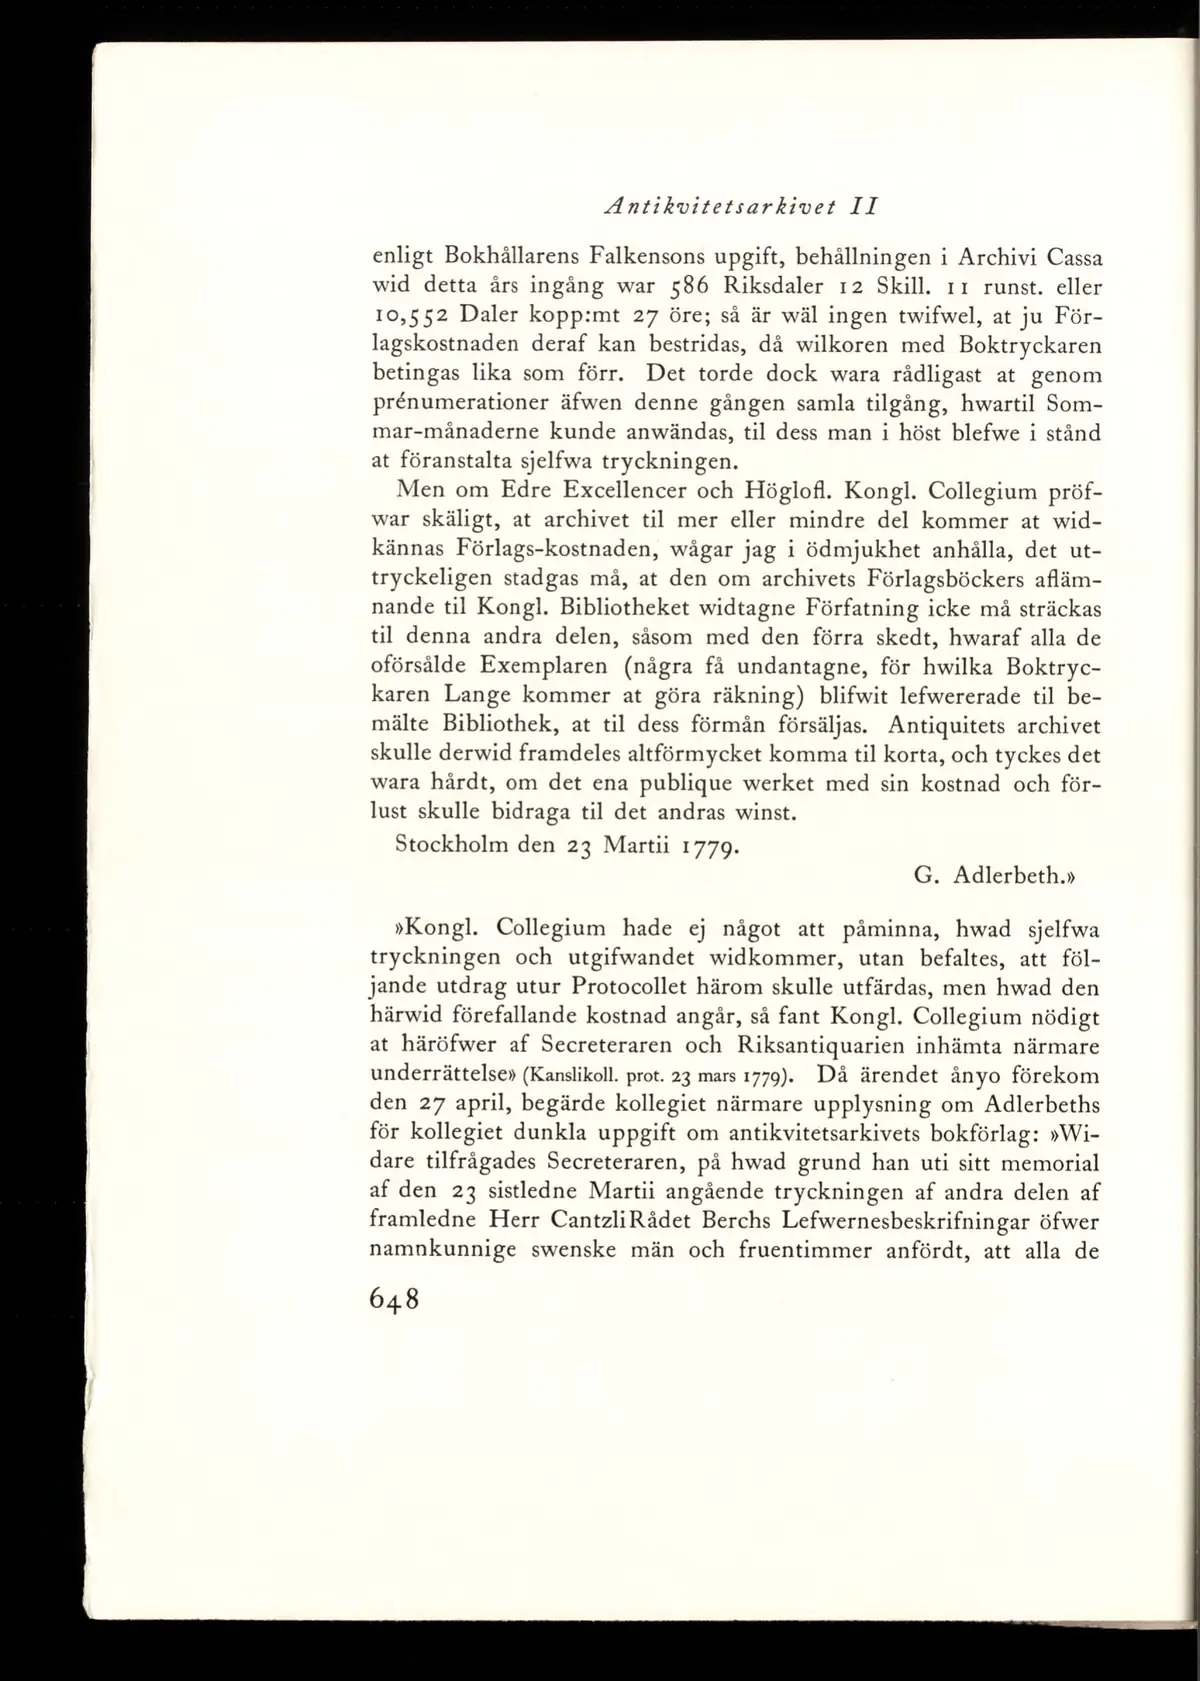 Antikvitetsarkivet II
enligt Bokhållarens Falkensons upgift, behållningen i Archivi Cassa
wid detta års ingång war 586 Riksdaler 12 Skill. 11 runst. eller
10,552 Daler kopp:mt 27 öre; så är wäl ingen twifwel, at ju För-
lagskostnaden deraf kan bestridas, då wilkoren med Boktryckaren
betingas lika som förr. Det torde dock wara rådligast at genom
prénumerationer äfwen denne gången samla tilgång, hwartil Som-
mar-månaderne kunde anwändas, til dess man i höst blefwe i stånd
at föranstalta sjelfwa tryckningen.
Men om Edre Excellencer och Höglofl. Kongl. Collegium pröf-
war skäligt, at archivet til mer eller mindre del kommer at wid-
kännas Förlags-kostnaden, wågar jag i ödmjukhet anhålla, det ut-
tryckeligen stadgas må, at den om archivets Förlagsböckers afläm-
nande til Kongl. Bibliotheket widtagne Författning icke må sträckas
til denna andra delen, såsom med den förra skedt, hwaraf alla de
oförsålde Exemplaren (några få undantagne, för hwilka Boktryc-
karen Lange kommer at göra räkning) blifwit lefwererade til be-
mälte Bibliothek, at til dess förmån försäljas. Antiquitets archivet
skulle derwid framdeles altförmycket komma til korta, och tyckes det
wara hårdt, om det ena publique werket med sin kostnad och för-
lust skulle bidraga til det andras winst.
Stockholm den 23 Martii 1779.
G. Adlerbeth.»
»Kongl. Collegium hade ej något att påminna, hwad sjelfwa
tryckningen och utgifwandet widkommer, utan befaltes, att föl-
jande utdrag utur Protocollet härom skulle utfärdas, men hwad den
härwid förefallande kostnad angår, så fant Kongl. Collegium nödigt
at häröfwer af Secreteraren och Riksantiquarien inhämta närmare
underrättelse» (Kanslikoll. prot. 23 mars 1779). Då ärendet ånyo förekom
den 27 april, begärde kollegiet närmare upplysning om Adlerbeths
för kollegiet dunkla uppgift om antikvitetsarkivets bokförlag: »Wi-
dare tilfrågades Secreteraren, på hwad grund han uti sitt memorial
af den 23 sistledne Martii angående tryckningen af andra delen af
framledne Herr CantzliRådet Berchs Lefwernesbeskrifningar öfwer
namnkunnige swenske män och fruentimmer anfördt, att alla de
648